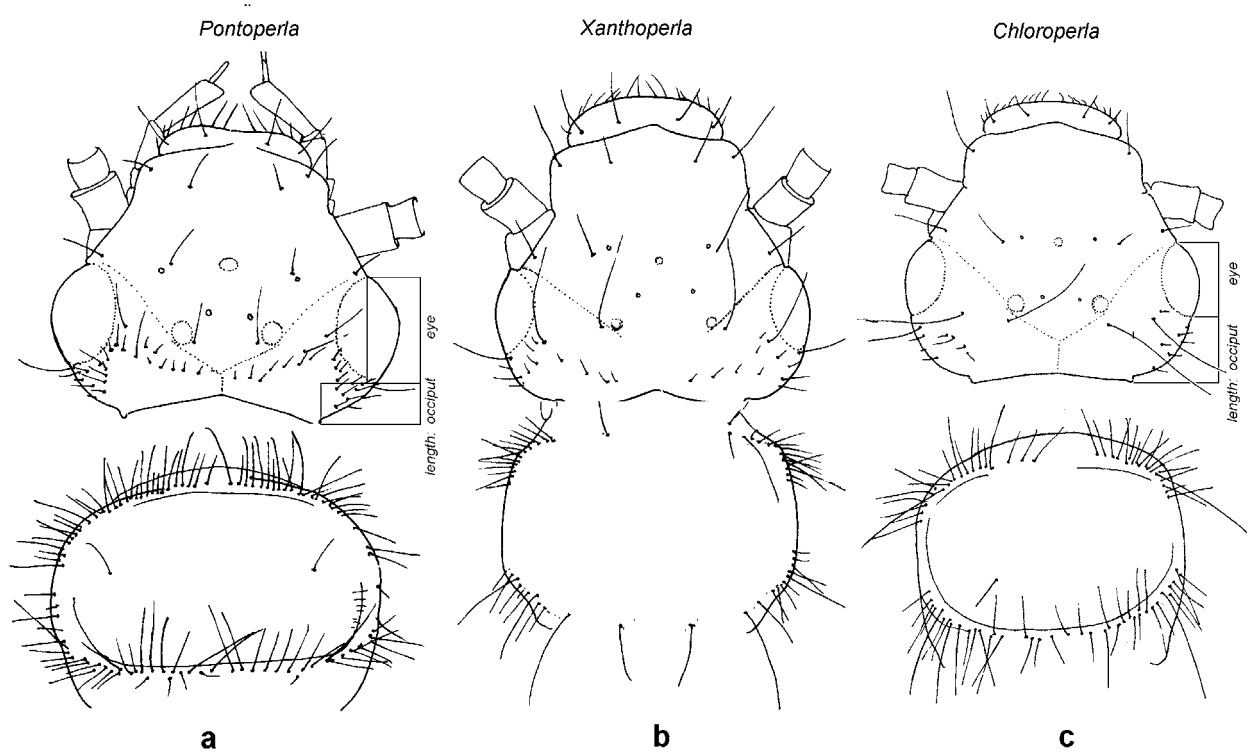 Pontoperla
Xanthoperla
Chloroperla
length: occiput eye
length: occiput eye
a
b
c